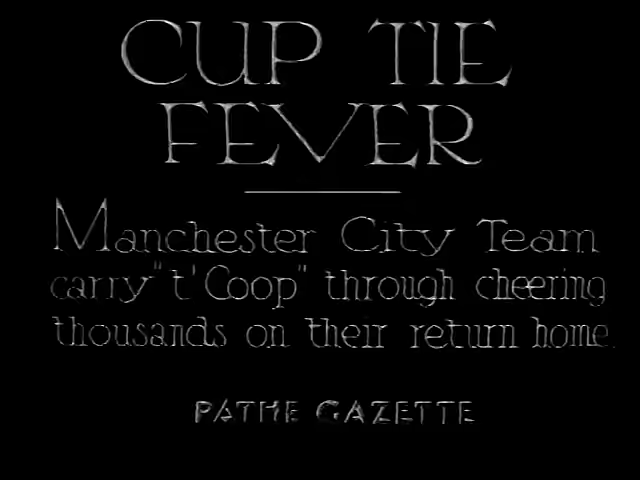 CUP TIE
FEVER
Manchester City Team
carry "t' Coop" through cheering
thousands on their return home.
PATHE GAZETTE